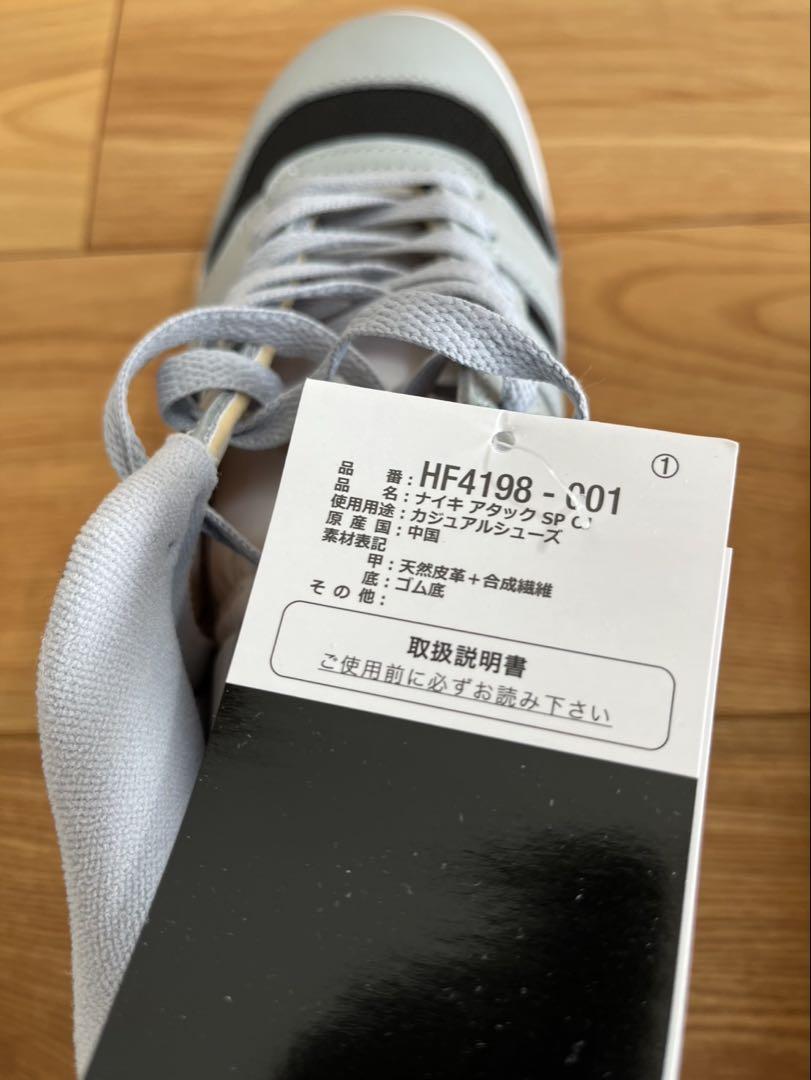 ①
品 番 : HF4198 - 001
品 名 : ナイキ アタック SP CJ
使用用途 : カジュアルシューズ
原 産 国 : 中国
素材表記
甲 : 天然皮革+合成繊維
底 : ゴム底
そ の 他 :
取扱説明書
ご使用前に必ずお読み下さい